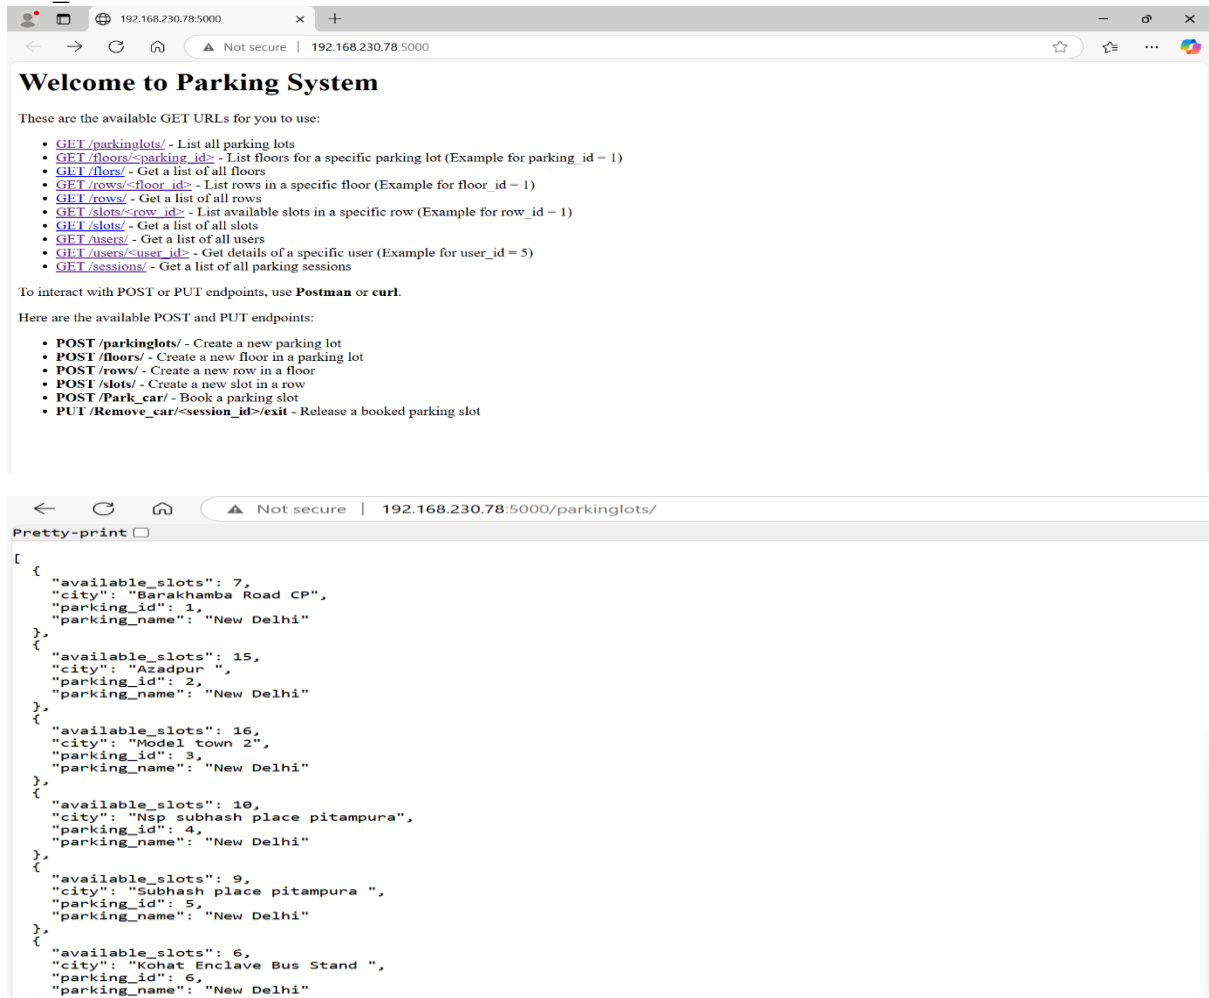 192.168.230.78:5000
Not secure | 192.168.230.78:5000
Welcome to Parking System
These are the available GET URLs for you to use:
• GET /parkinglots/ - List all parking lots
• GET /floors/<parking_id> - List floors for a specific parking lot (Example for parking_id = 1)
• GET /flors/ - Get a list of all floors
• GET /rows/<floor_id> - List rows in a specific floor (Example for floor_id = 1)
• GET /rows/ - Get a list of all rows
• GET /slots/<row_id> - List available slots in a specific row (Example for row_id = 1)
• GET /slots/ - Get a list of all slots
• GET /users/ - Get a list of all users
• GET /users/<user_id> - Get details of a specific user (Example for user_id = 5)
• GET /sessions/ - Get a list of all parking sessions
To interact with POST or PUT endpoints, use Postman or curl.
Here are the available POST and PUT endpoints:
• POST /parkinglots/ - Create a new parking lot
• POST /floors/ - Create a new floor in a parking lot
• POST /rows/ - Create a new row in a floor
• POST /slots/ - Create a new slot in a row
• POST /Park_car/ - Book a parking slot
• PUT /Remove_car/<session_id>/exit - Release a booked parking slot
Not secure | 192.168.230.78:5000/parkinglots/
Pretty-print
[
{
"available_slots": 7,
"city": "Barakhamba Road CP",
"parking_id": 1,
"parking_name": "New Delhi"
},
{
"available_slots": 15,
"city": "Azadpur ",
"parking_id": 2,
"parking_name": "New Delhi"
},
{
"available_slots": 16,
"city": "Model town 2",
"parking_id": 3,
"parking_name": "New Delhi"
},
{
"available_slots": 10,
"city": "Nsp subhash place pitampura",
"parking_id": 4,
"parking_name": "New Delhi"
},
{
"available_slots": 9,
"city": "Subhash place pitampura ",
"parking_id": 5,
"parking_name": "New Delhi"
},
{
"available_slots": 6,
"city": "Kohat Enclave Bus Stand ",
"parking_id": 6,
"parking_name": "New Delhi"